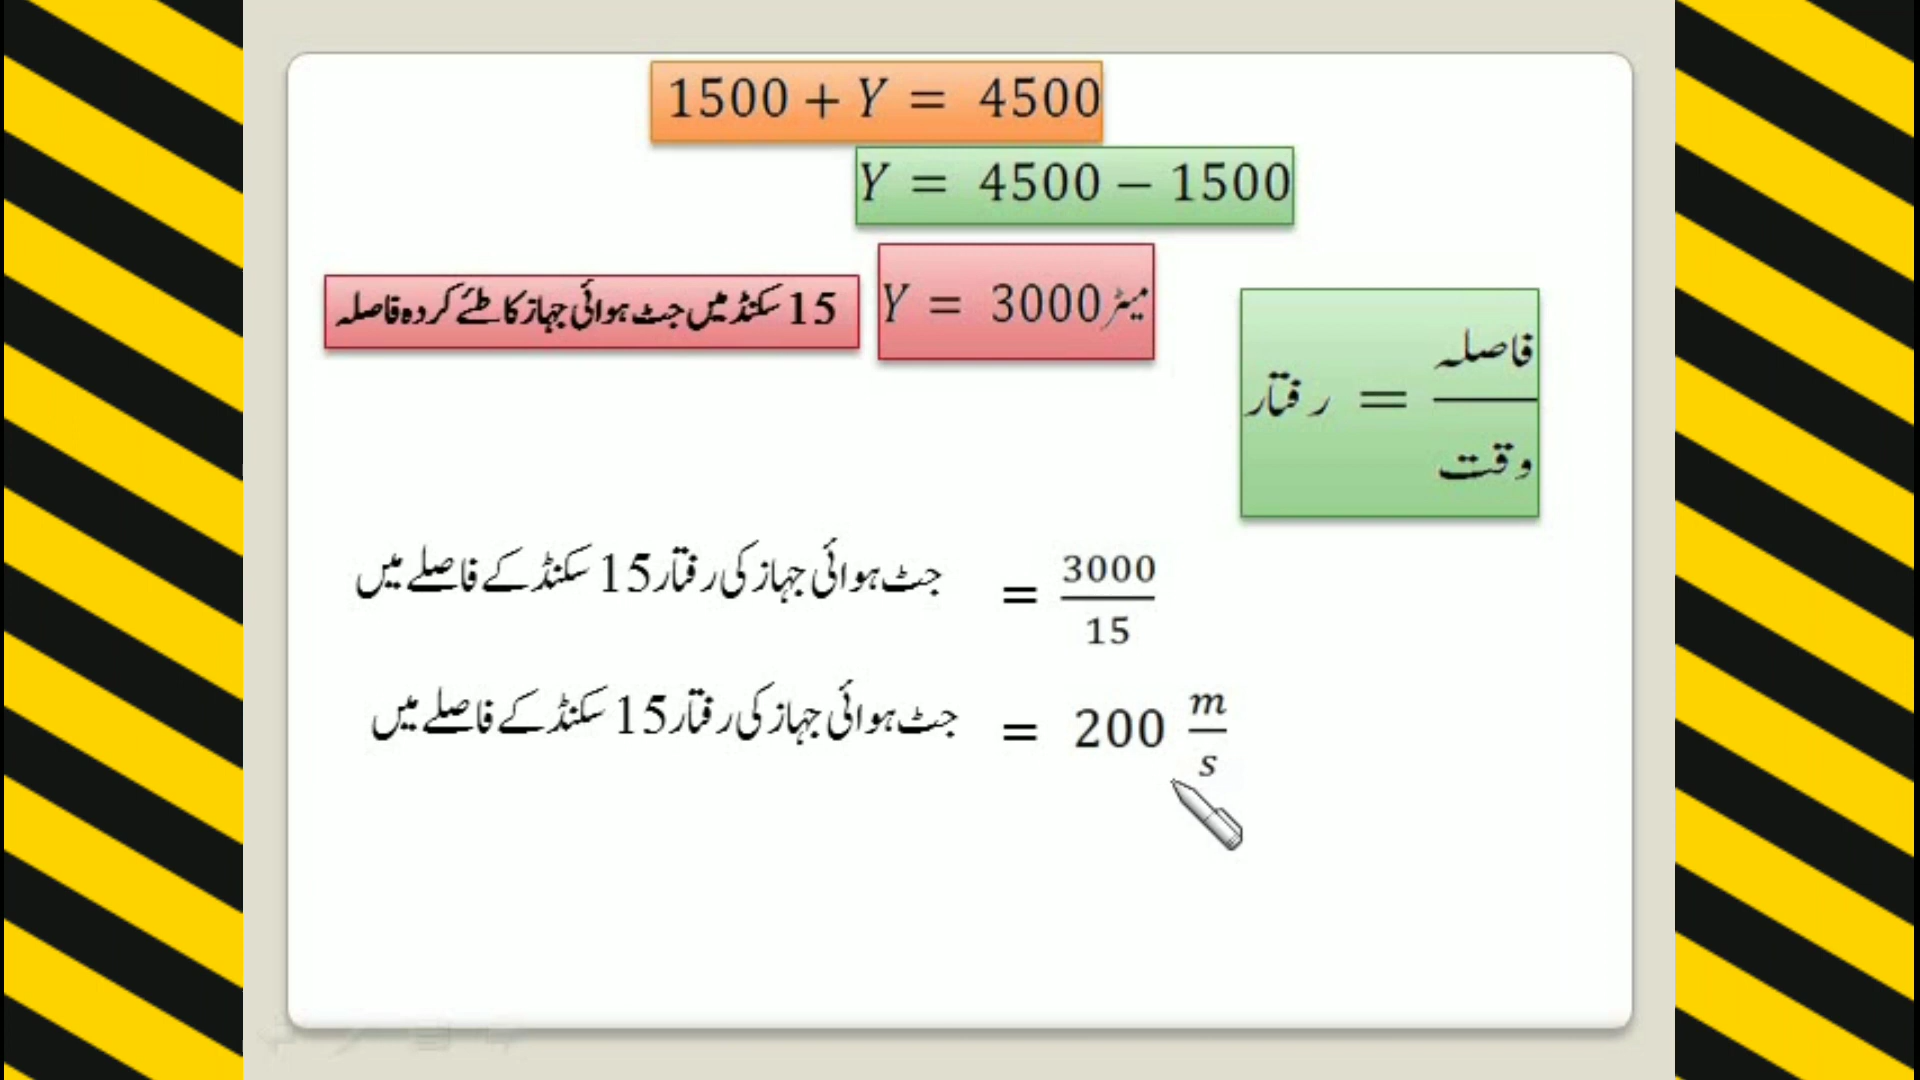 1500 + Y = 4500
Y = 4500 − 1500
15 سکنڈ میں جٹ ہوائی جہاز کا طئے کردہ فاصلہ
Y = 3000 میٹر
رفتار = فاصلہ / وقت
جٹ ہوائی جہاز کی رفتار 15 سکنڈ کے فاصلے میں = 3000 / 15
جٹ ہوائی جہاز کی رفتار 15 سکنڈ کے فاصلے میں = 200 m / s